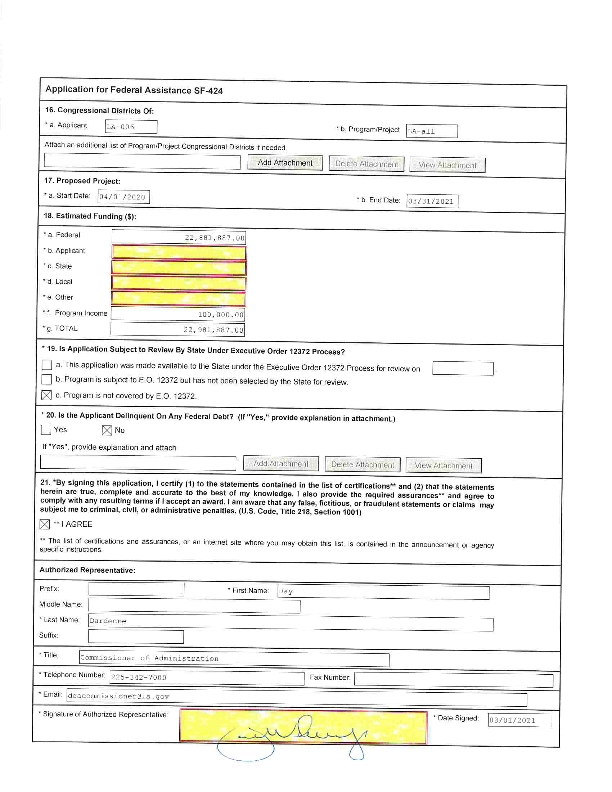 Application for Federal Assistance SF-424
16. Congressional Districts Of:
* a. Applicant LA-006 * b. Program/Project LA-all
Attach an additional list of Program/Project Congressional Districts if needed.
Add Attachment Delete Attachment View Attachment
17. Proposed Project:
* a. Start Date: 04/01/2020 * b. End Date: 03/31/2021
18. Estimated Funding ($):
* a. Federal 22,881,887.00
* b. Applicant
* c. State
* d. Local
* e. Other
* f. Program Income 100,000.00
* g. TOTAL 22,981,887.00
* 19. Is Application Subject to Review By State Under Executive Order 12372 Process?
a. This application was made available to the State under the Executive Order 12372 Process for review on
b. Program is subject to E.O. 12372 but has not been selected by the State for review.
c. Program is not covered by E.O. 12372.
* 20. Is the Applicant Delinquent On Any Federal Debt? (If "Yes," provide explanation in attachment.)
Yes No
If "Yes", provide explanation and attach
Add Attachment Delete Attachment View Attachment
21. *By signing this application, I certify (1) to the statements contained in the list of certifications** and (2) that the statements
herein are true, complete and accurate to the best of my knowledge. I also provide the required assurances** and agree to
comply with any resulting terms if I accept an award. I am aware that any false, fictitious, or fraudulent statements or claims may
subject me to criminal, civil, or administrative penalties. (U.S. Code, Title 218, Section 1001)
** I AGREE
** The list of certifications and assurances, or an internet site where you may obtain this list, is contained in the announcement or agency
specific instructions.
Authorized Representative:
Prefix: * First Name: Jay
Middle Name:
* Last Name: Dardenne
Suffix:
* Title: Commissioner of Administration
* Telephone Number: 225-342-7000 Fax Number:
* Email:
* Signature of Authorized Representative: * Date Signed: 03/01/2021